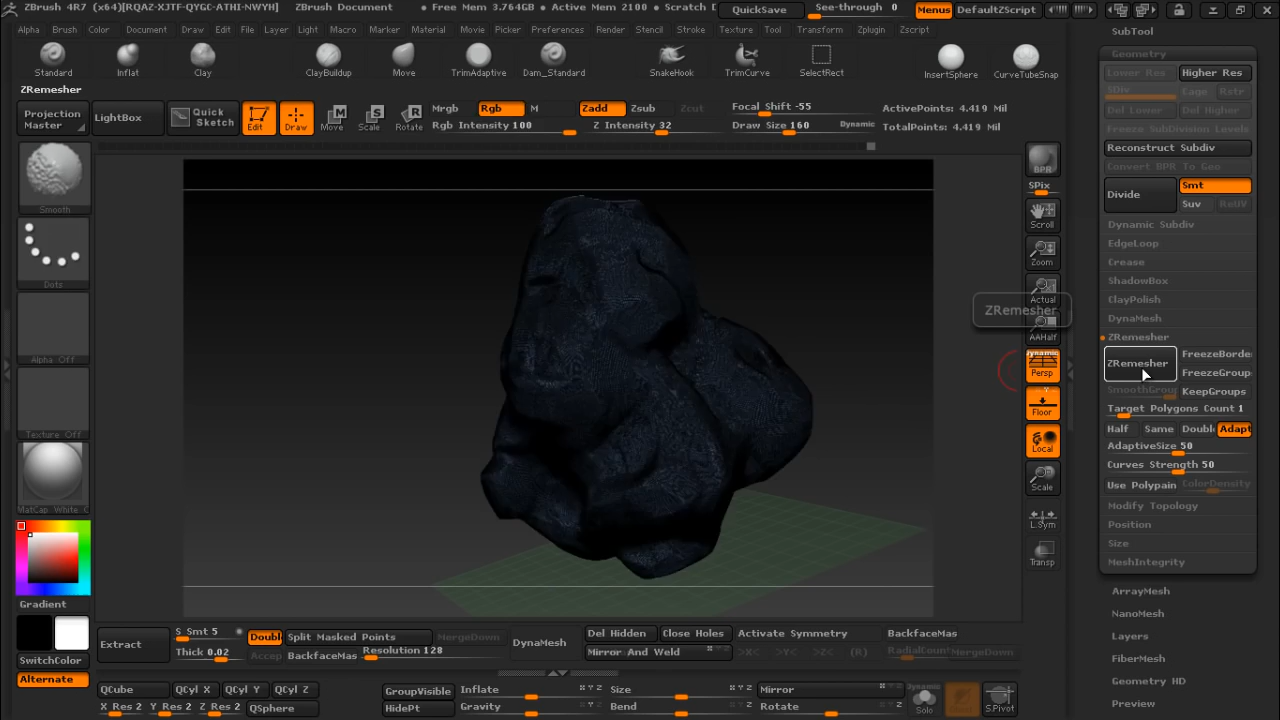 ZBrush 4R7 (x64)[RQAZ-XJTF-QYGC-ATHI-NWYH] ZBrush Document • Free Mem 3.764GB • Active Mem 2100 • Scratch D QuickSave See-through 0 Menus DefaultZScript
Alpha Brush Color Document Draw Edit File Layer Light Macro Marker Material Movie Picker Preferences Render Stencil Stroke Texture Tool Transform Zplugin Zscript
Standard Inflat Clay ClayBuildup Move TrimAdaptive Dam_Standard SnakeHook TrimCurve SelectRect InsertSphere CurveTubeSnap
ZRemesher
Projection Master
LightBox
Quick Sketch
Edit Draw Move Scale Rotate
Mrgb Rgb M Zadd Zsub Zcut
Rgb Intensity 100 Z Intensity 32
Focal Shift -55
Draw Size 160 Dynamic
ActivePoints: 4.419 Mil
TotalPoints: 4.419 Mil
Smooth
Dots
Alpha Off
Texture Off
MatCap White C
Gradient
SwitchColor
Alternate
BPR
SPix
Scroll
Zoom
Actual
AAHalf
Dynamic
Persp
Floor
Local
Scale
L.Sym
Transp
ZRemesher
SubTool
Geometry
Lower Res Higher Res
SDiv Cage Rstr
Del Lower Del Higher
Freeze SubDivision Levels
Reconstruct Subdiv
Convert BPR To Geo
Divide Smt
Suv ReUV
Dynamic Subdiv
EdgeLoop
Crease
ShadowBox
ClayPolish
DynaMesh
ZRemesher
ZRemesher FreezeBorde
FreezeGroup
SmoothGrou KeepGroups
Target Polygons Count 1
Half Same Doubl Adapt
AdaptiveSize 50
Curves Strength 50
Use Polypain ColorDensity
Modify Topology
Position
Size
MeshIntegrity
ArrayMesh
NanoMesh
Layers
FiberMesh
Geometry HD
Preview
Extract
S Smt 5
Thick 0.02
Doubl
Accep
Split Masked Points MergeDown
BackfaceMas Resolution 128
DynaMesh
Del Hidden Close Holes
Mirror And Weld
Activate Symmetry
>X< >Y< >Z< (R)
BackfaceMas
RadialCount MergeDown
QCube QCyl X QCyl Y QCyl Z
X Res 2 Y Res 2 Z Res 2 QSphere
GroupVisible
HidePt
Inflate Size Mirror
Gravity Bend Rotate
Dynamic
Solo
S.Pivot